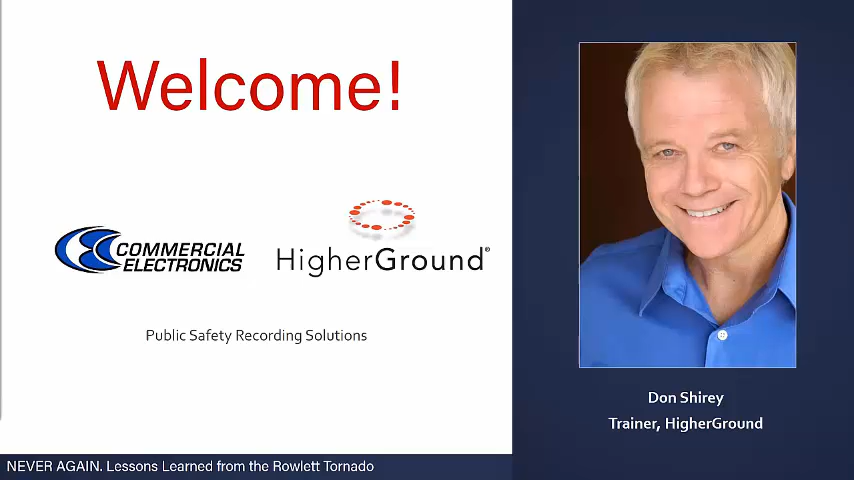 Welcome!
COMMERCIAL
ELECTRONICS
HigherGround®
Public Safety Recording Solutions
Don Shirey
Trainer, HigherGround
NEVER AGAIN. Lessons Learned from the Rowlett Tornado